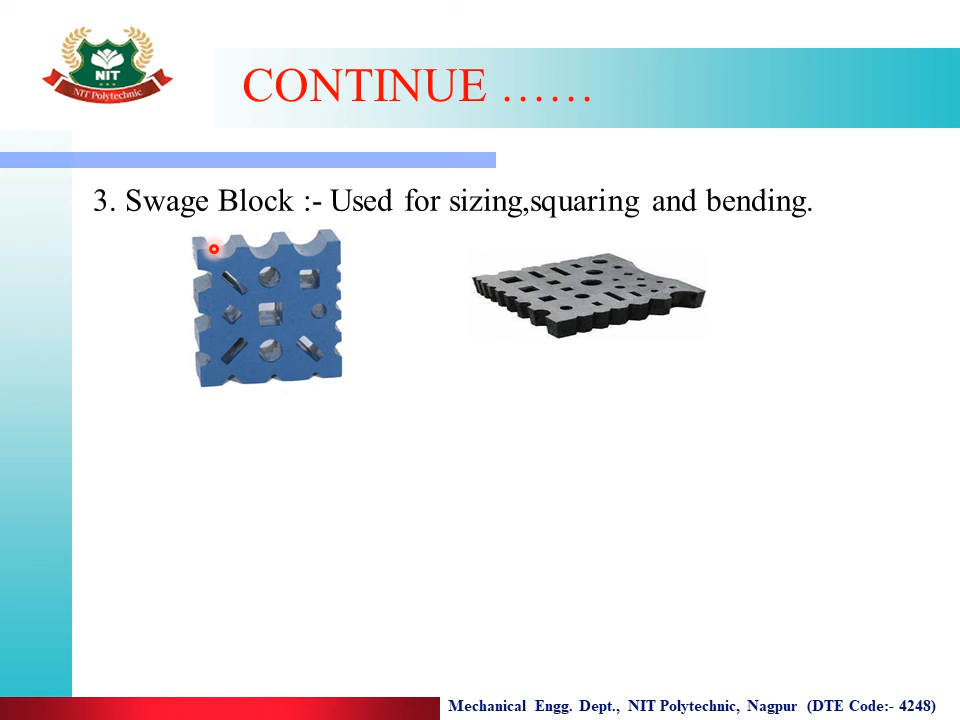 NIT
NIT Polytechnic
CONTINUE ……
3. Swage Block :- Used for sizing,squaring and bending.
Mechanical Engg. Dept., NIT Polytechnic, Nagpur (DTE Code:- 4248)